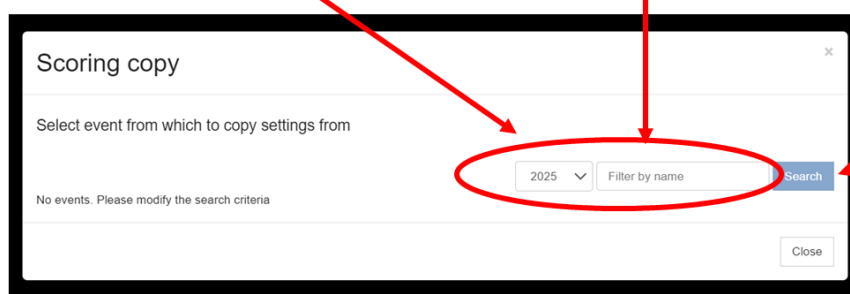 Scoring copy
×
Select event from which to copy settings from
2025 Filter by name Search
No events. Please modify the search criteria
Close